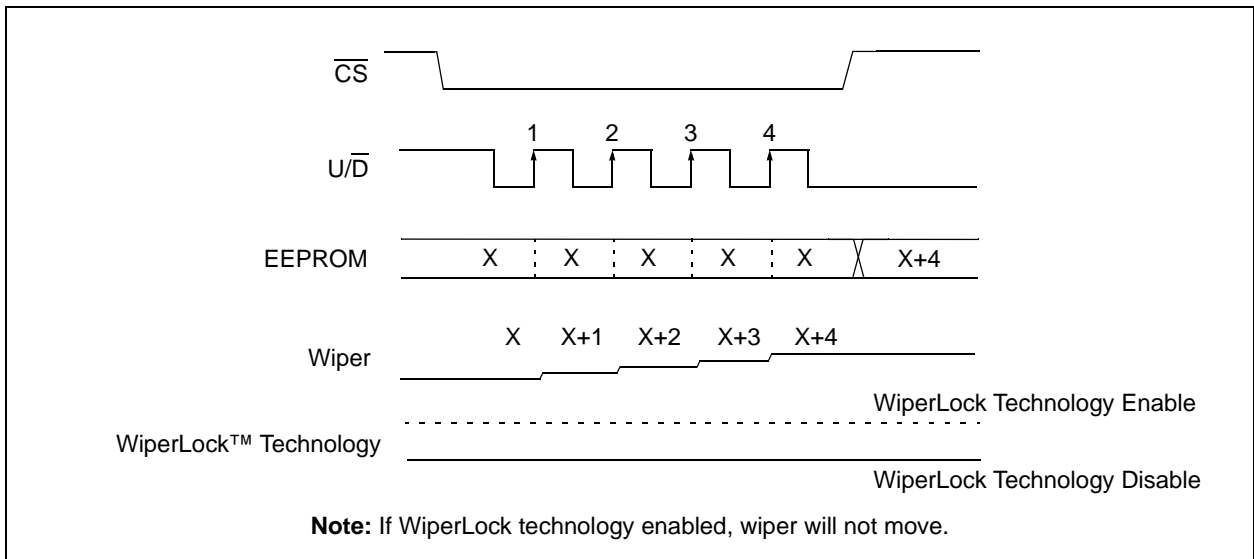 C̅S̅
1 2 3 4
U/D̅
EEPROM X X X X X X+4
X X+1 X+2 X+3 X+4
Wiper
WiperLock Technology Enable
WiperLock™ Technology
WiperLock Technology Disable
Note: If WiperLock technology enabled, wiper will not move.